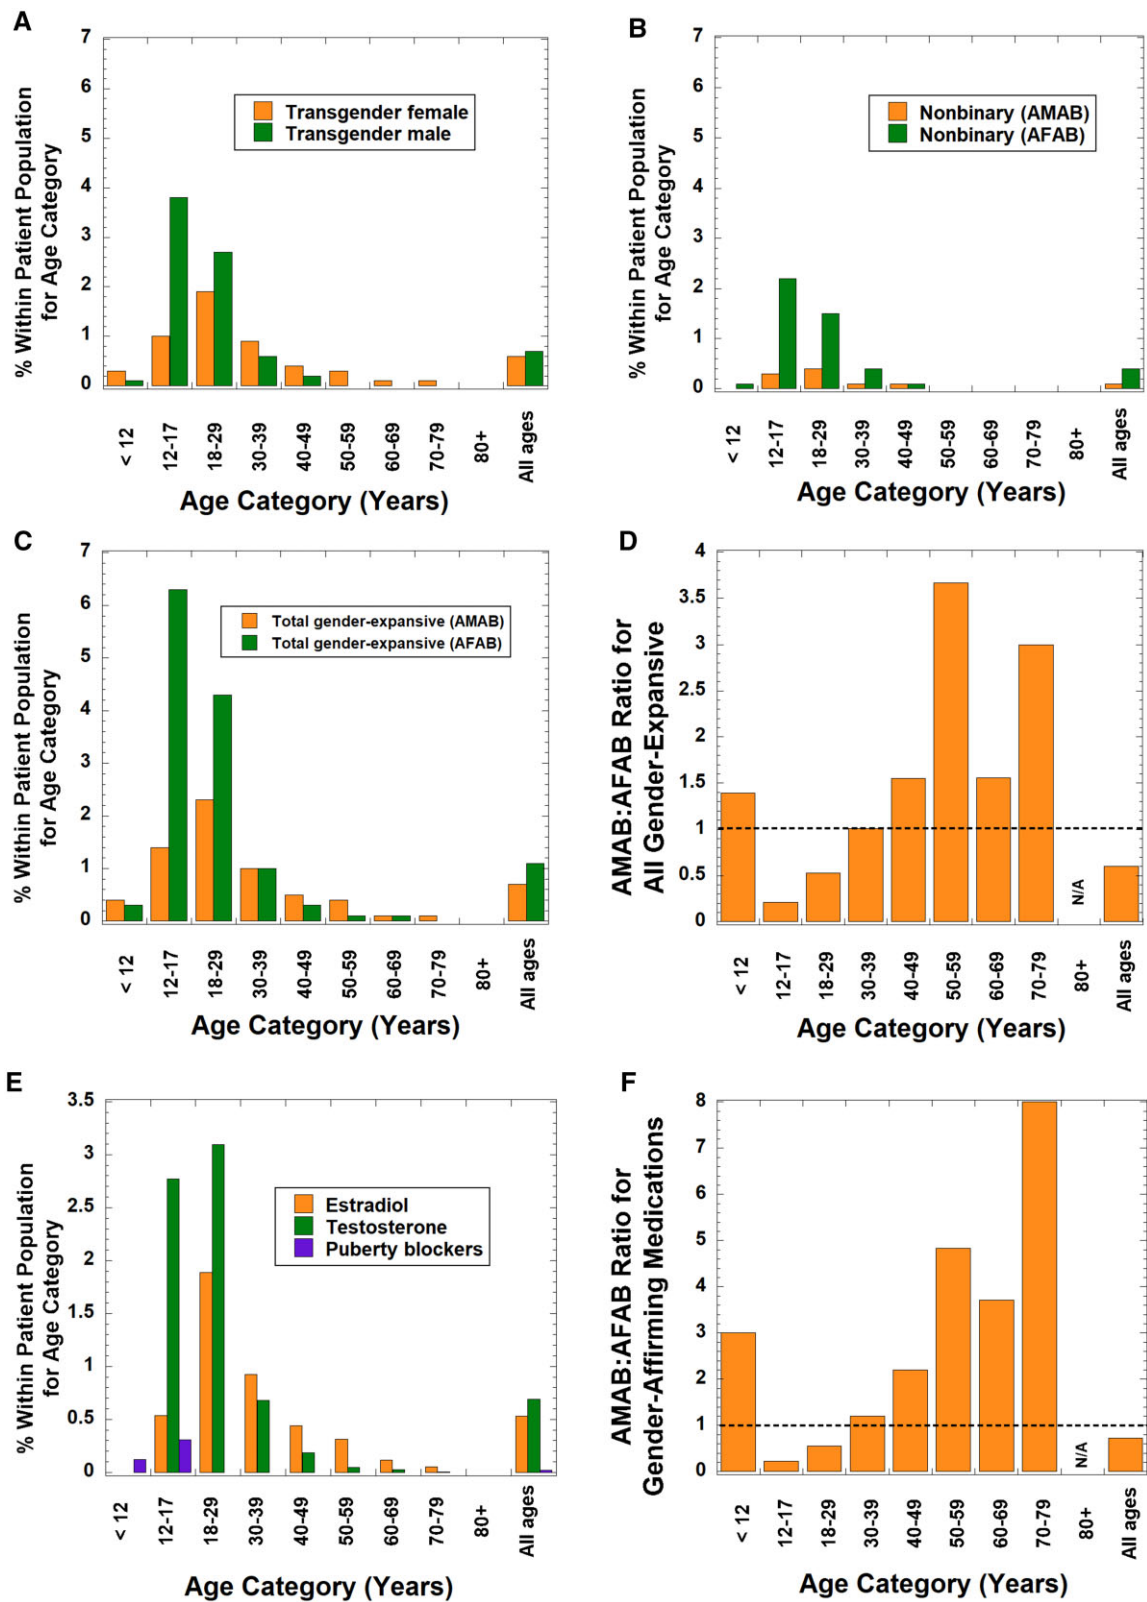 A
% Within Patient Population
for Age Category
7
6
5
4
3
2
1
0
Transgender female
Transgender male
< 12
12-17
18-29
30-39
40-49
50-59
60-69
70-79
80+
All ages
Age Category (Years)
B
% Within Patient Population
for Age Category
7
6
5
4
3
2
1
0
Nonbinary (AMAB)
Nonbinary (AFAB)
< 12
12-17
18-29
30-39
40-49
50-59
60-69
70-79
80+
All ages
Age Category (Years)
C
% Within Patient Population
for Age Category
7
6
5
4
3
2
1
0
Total gender-expansive (AMAB)
Total gender-expansive (AFAB)
< 12
12-17
18-29
30-39
40-49
50-59
60-69
70-79
80+
All ages
Age Category (Years)
D
AMAB:AFAB Ratio for
All Gender-Expansive
4
3.5
3
2.5
2
1.5
1
0.5
0
N/A
< 12
12-17
18-29
30-39
40-49
50-59
60-69
70-79
80+
All ages
Age Category (Years)
E
% Within Patient Population
for Age Category
3.5
3
2.5
2
1.5
1
0.5
0
Estradiol
Testosterone
Puberty blockers
< 12
12-17
18-29
30-39
40-49
50-59
60-69
70-79
80+
All ages
Age Category (Years)
F
AMAB:AFAB Ratio for
Gender-Affirming Medications
8
7
6
5
4
3
2
1
0
N/A
< 12
12-17
18-29
30-39
40-49
50-59
60-69
70-79
80+
All ages
Age Category (Years)